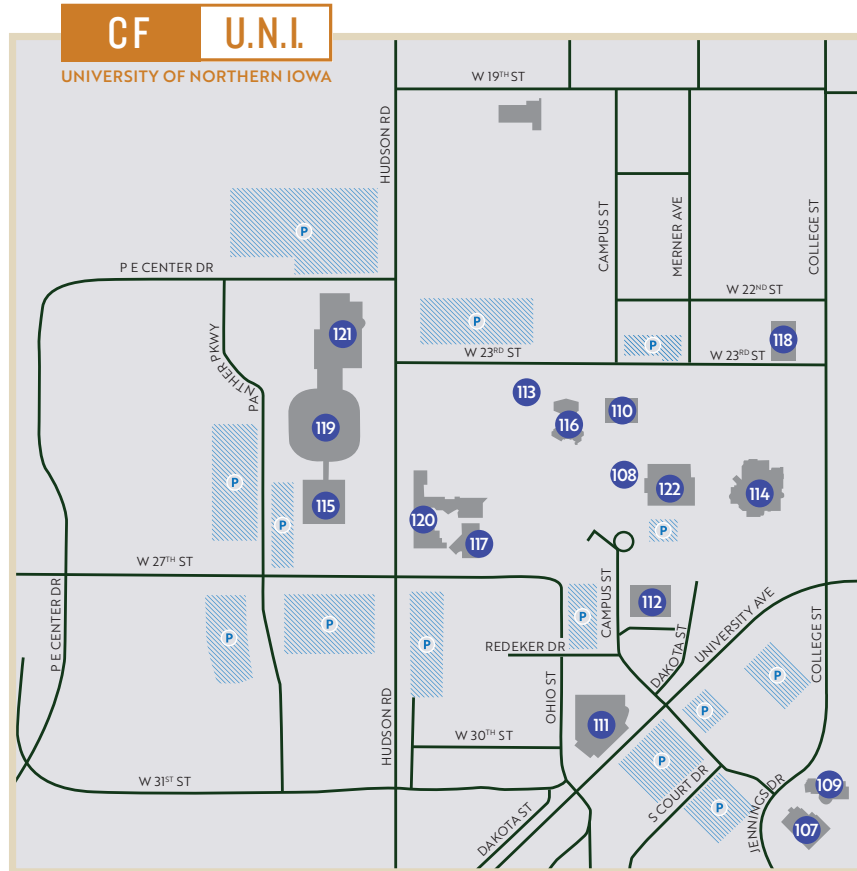 CF U.N.I.
UNIVERSITY OF NORTHERN IOWA
W 19TH ST
HUDSON RD
CAMPUS ST
MERNER AVE
COLLEGE ST
P
P E CENTER DR
W 22ND ST
121
P
P
118
PANTHER PKWY
W 23RD ST
W 23RD ST
113
110
119
116
P
108
122
114
115
120
P
P
117
W 27TH ST
P E CENTER DR
P
P
P
P
CAMPUS ST
112
UNIVERSITY AVE
COLLEGE ST
REDEKER DR
DAKOTA ST
P
HUDSON RD
OHIO ST
111
P
W 30TH ST
P
W 31ST ST
S COURT DR
P
JENNINGS DR
109
DAKOTA ST
107